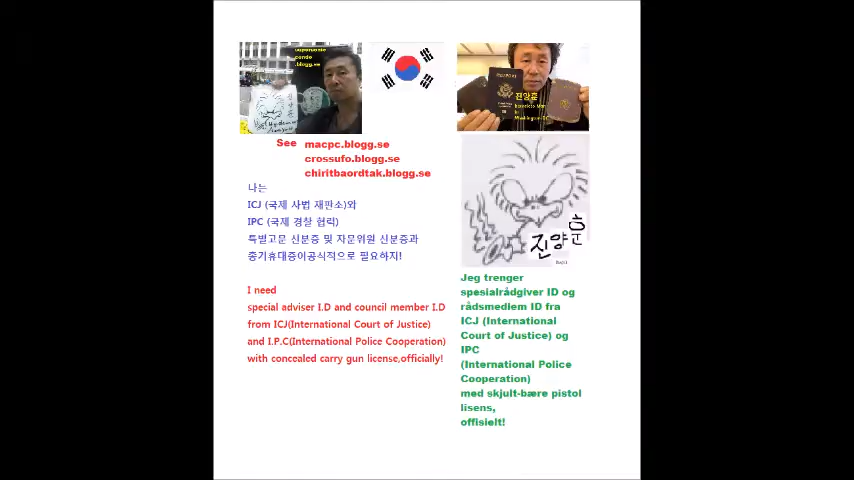 See macpc.blogg.se
crossufo.blogg.se
chiritbaordtak.blogg.se
나는
ICJ (국제 사법 재판소)와
IPC (국제 경찰 협력)
특별고문 신분증 및 자문위원 신분증과
총기휴대증이공식적으로 필요하지!
I need
special adviser I.D and council member I.D
from ICJ(International Court of Justice)
and I.P.C(International Police Cooperation)
with concealed carry gun license,officially!
PASSPORT
진양훈
진양훈
Jeg trenger
spesialrådgiver ID og
rådsmedlem ID fra
ICJ (International
Court of Justice) og
IPC
(International Police
Cooperation)
med skjult-bære pistol
lisens,
offisielt!